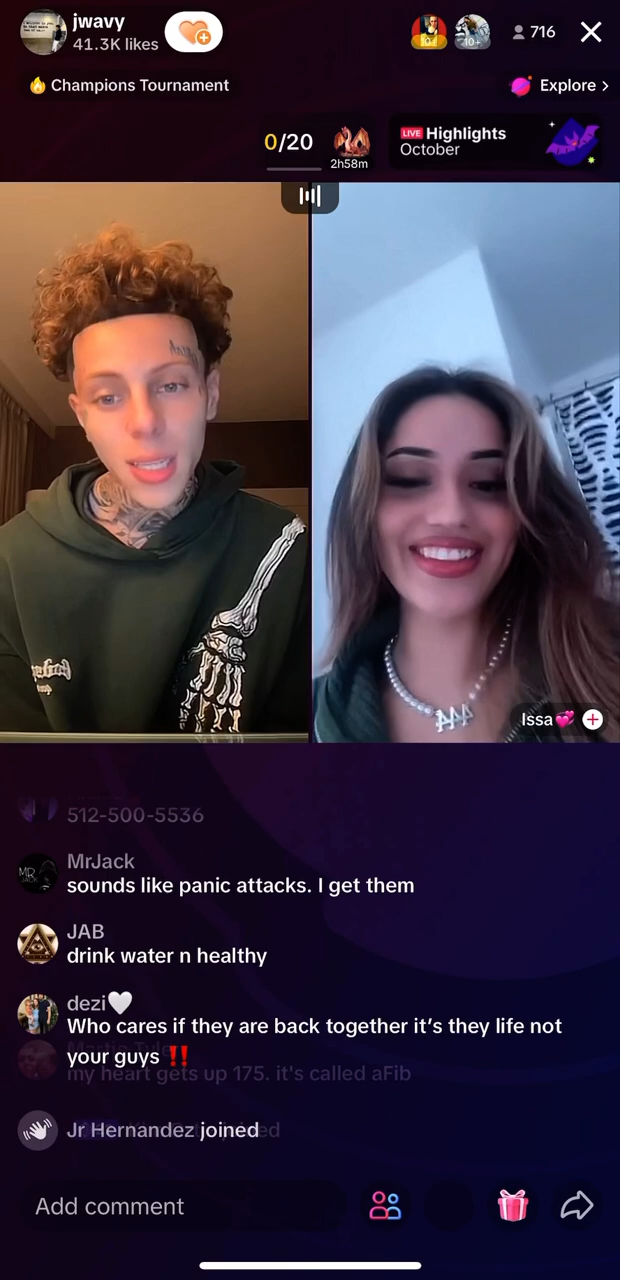 jwavy
41.3K likes
10+
716
🔥 Champions Tournament
Explore >
0/20
LIVE Highlights
October
2h58m
Issa💞
512-500-5536
MrJack
sounds like panic attacks. I get them
JAB
drink water n healthy
dezi🤍
Who cares if they are back together it's they life not
your guys ‼️
my heart gets up 175. it's called aFib
Jr Hernandez joined
Add comment